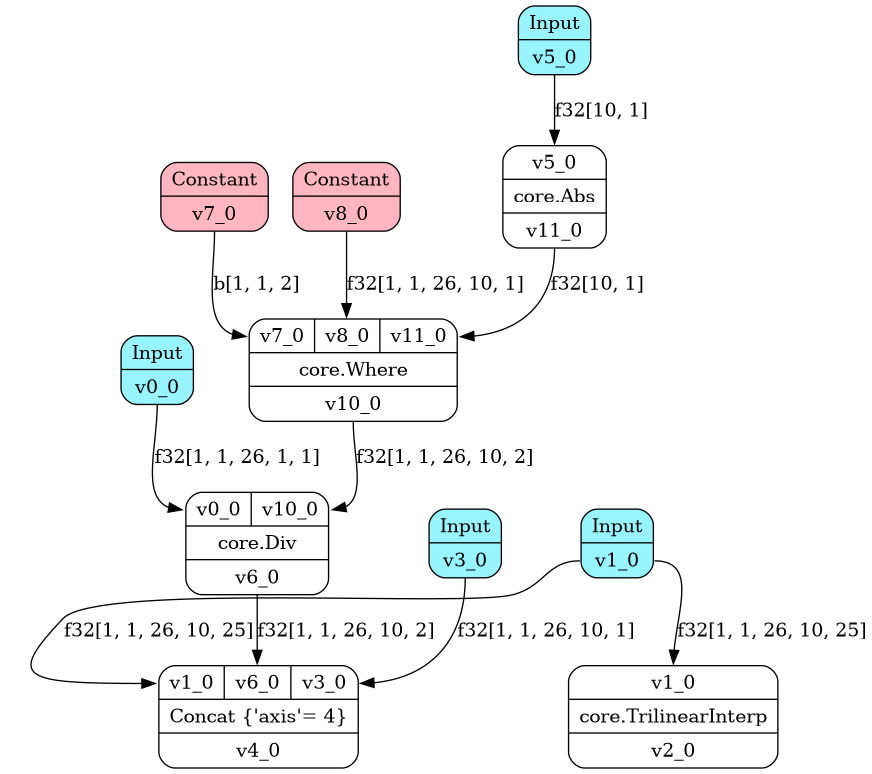 Input
v5_0
f32[10, 1]
v5_0
core.Abs
v11_0
Constant
v7_0
Constant
v8_0
b[1, 1, 2]
f32[1, 1, 26, 10, 1]
f32[10, 1]
v7_0 v8_0 v11_0
core.Where
v10_0
Input
v0_0
f32[1, 1, 26, 1, 1]
f32[1, 1, 26, 10, 2]
v0_0 v10_0
core.Div
v6_0
Input
v3_0
Input
v1_0
f32[1, 1, 26, 10, 25]
f32[1, 1, 26, 10, 2]
f32[1, 1, 26, 10, 1]
f32[1, 1, 26, 10, 25]
v1_0 v6_0 v3_0
Concat {'axis'= 4}
v4_0
v1_0
core.TrilinearInterp
v2_0